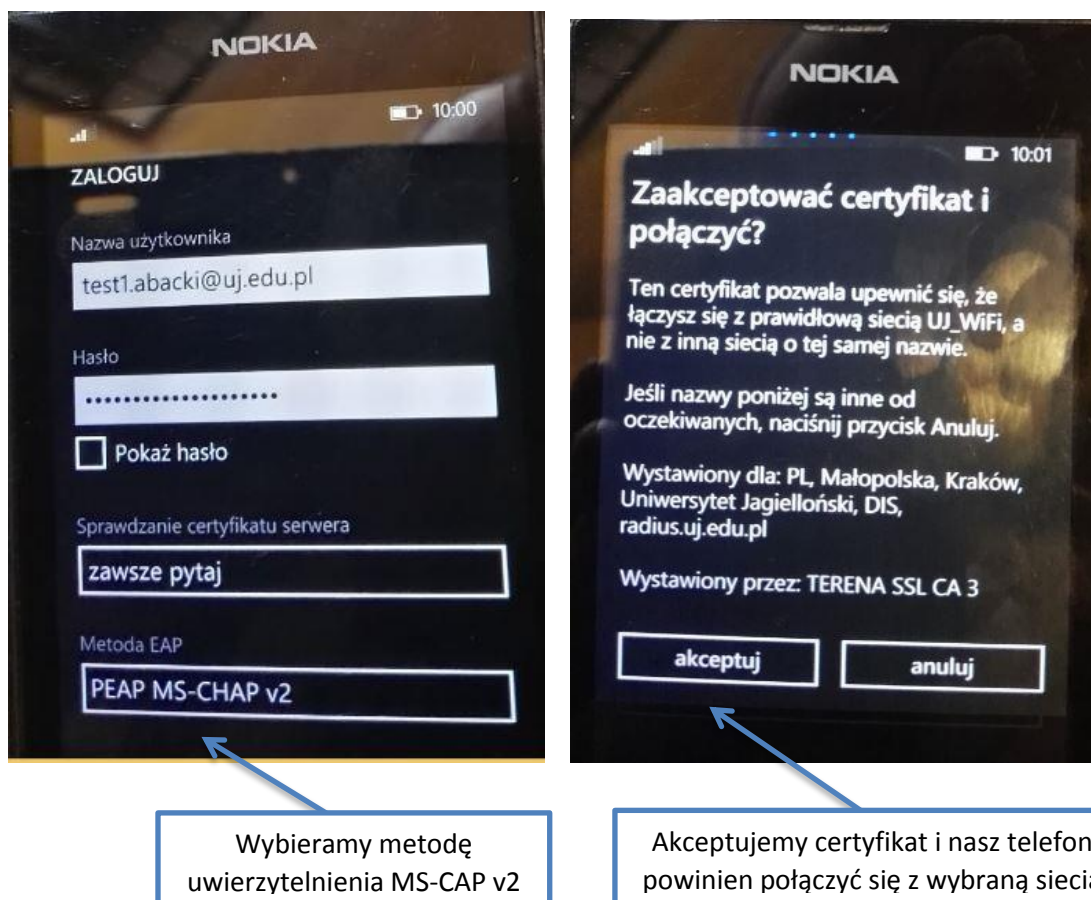 NOKIA
10:00
ZALOGUJ
Nazwa użytkownika
test1.abacki@uj.edu.pl
Hasło
••••••••••••••••••••
Pokaż hasło
Sprawdzanie certyfikatu serwera
zawsze pytaj
Metoda EAP
PEAP MS-CHAP v2
Wybieramy metodę
uwierzytelnienia MS-CAP v2
NOKIA
10:01
Zaakceptować certyfikat i
połączyć?
Ten certyfikat pozwala upewnić się, że
łączysz się z prawidłową siecią UJ_WiFi, a
nie z inną siecią o tej samej nazwie.
Jeśli nazwy poniżej są inne od
oczekiwanych, naciśnij przycisk Anuluj.
Wystawiony dla: PL, Małopolska, Kraków,
Uniwersytet Jagielloński, DIS,
radius.uj.edu.pl
Wystawiony przez: TERENA SSL CA 3
akceptuj
anuluj
Akceptujemy certyfikat i nasz telefon
powinien połączyć się z wybraną siecią